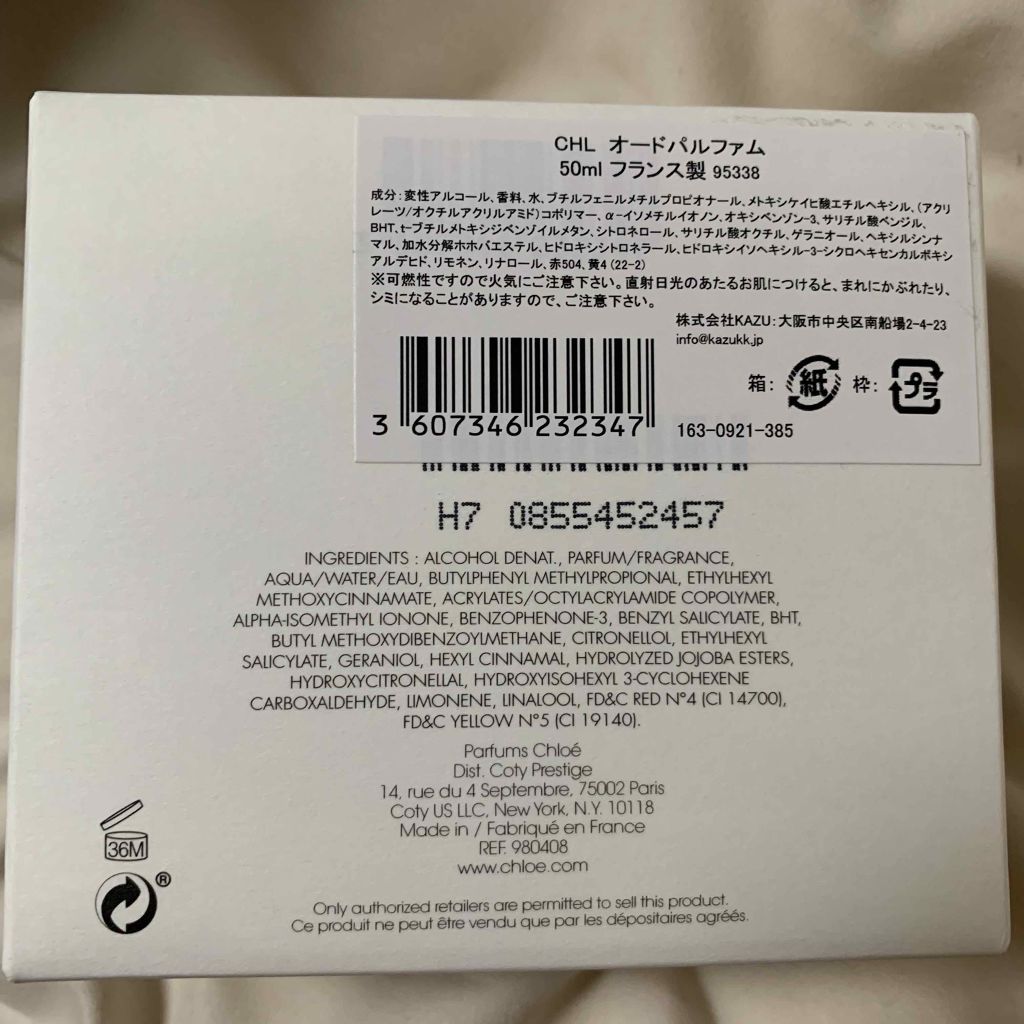 CHL オードパルファム
50ml フランス製 95338
成分:変性アルコール、香料、水、ブチルフェニルメチルプロピオナール、メトキシケイヒ酸エチルヘキシル、(アクリ
レーツ/オクチルアクリルアミド)コポリマー、α-イソメチルイオノン、オキシベンゾン-3、サリチル酸ベンジル、
BHT、t-ブチルメトキシジベンゾイルメタン、シトロネロール、サリチル酸オクチル、ゲラニオール、ヘキシルシンナ
マル、加水分解ホホバエステル、ヒドロキシシトロネラール、ヒドロキシイソヘキシル-3-シクロヘキセンカルボキシ
アルデヒド、リモネン、リナロール、赤504、黄4 (22-2)
※可燃性ですので火気にご注意下さい。直射日光のあたるお肌につけると、まれにかぶれたり、
シミになることがありますので、ご注意下さい。
株式会社KAZU:大阪市中央区南船場2-4-23
info@kazukk.jp
箱: 紙 枠: プラ
3 607346 232347
163-0921-385
H7 0855452457
INGREDIENTS : ALCOHOL DENAT., PARFUM/FRAGRANCE,
AQUA/WATER/EAU, BUTYLPHENYL METHYLPROPIONAL, ETHYLHEXYL
METHOXYCINNAMATE, ACRYLATES/OCTYLACRYLAMIDE COPOLYMER,
ALPHA-ISOMETHYL IONONE, BENZOPHENONE-3, BENZYL SALICYLATE, BHT,
BUTYL METHOXYDIBENZOYLMETHANE, CITRONELLOL, ETHYLHEXYL
SALICYLATE, GERANIOL, HEXYL CINNAMAL, HYDROLYZED JOJOBA ESTERS,
HYDROXYCITRONELLAL, HYDROXYISOHEXYL 3-CYCLOHEXENE
CARBOXALDEHYDE, LIMONENE, LINALOOL, FD&C RED N°4 (CI 14700),
FD&C YELLOW N°5 (CI 19140).
Parfums Chloé
Dist. Coty Prestige
14, rue du 4 Septembre, 75002 Paris
Coty US LLC, New York, N.Y. 10118
Made in / Fabriqué en France
REF. 980408
www.chloe.com
36M
®
Only authorized retailers are permitted to sell this product.
Ce produit ne peut être vendu que par les dépositaires agréés.